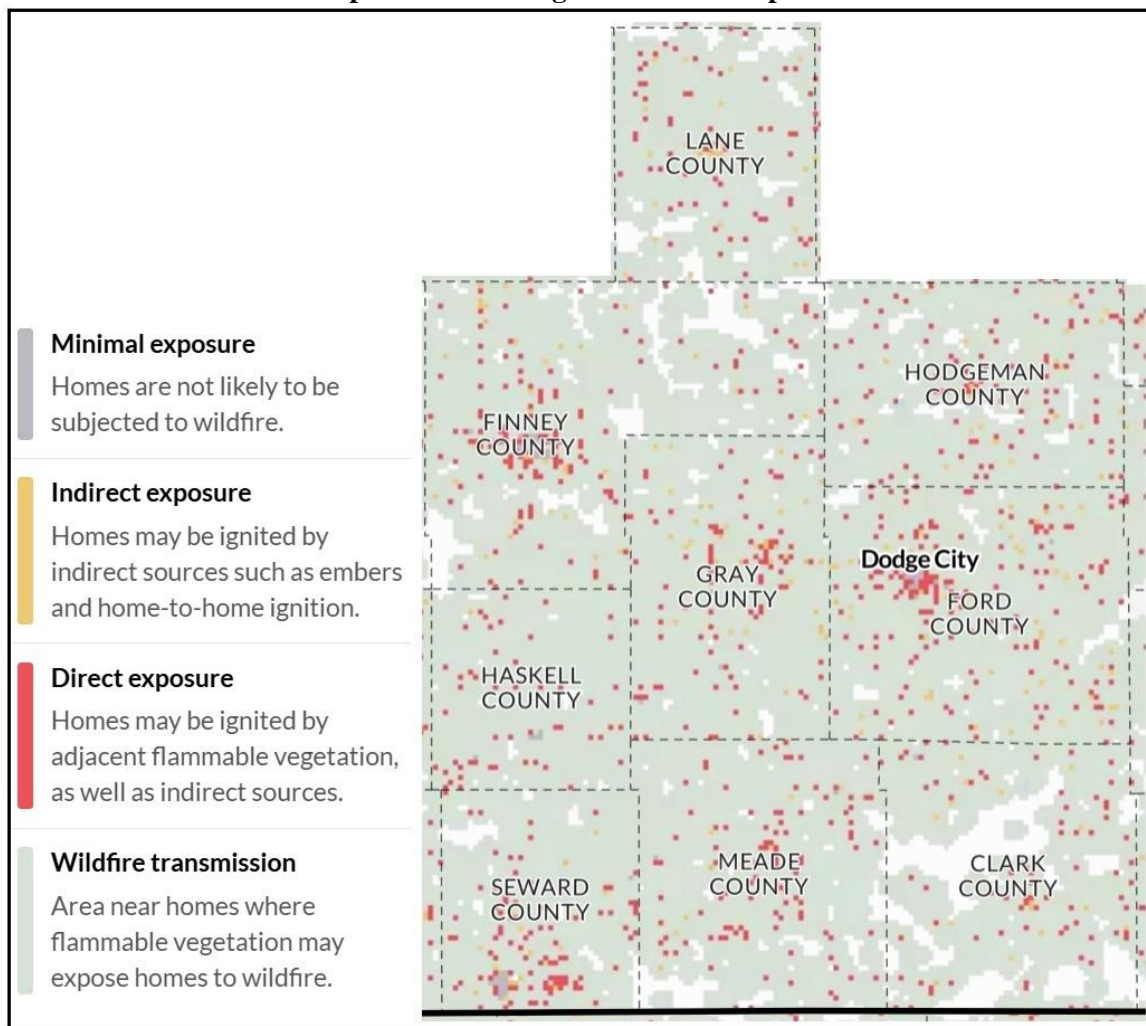 Minimal exposure
Homes are not likely to be
subjected to wildfire.
Indirect exposure
Homes may be ignited by
indirect sources such as embers
and home-to-home ignition.
Direct exposure
Homes may be ignited by
adjacent flammable vegetation,
as well as indirect sources.
Wildfire transmission
Area near homes where
flammable vegetation may
expose homes to wildfire.
LANE
COUNTY
HODGEMAN
COUNTY
FINNEY
COUNTY
Dodge City
GRAY
COUNTY
FORD
COUNTY
HASKELL
COUNTY
MEADE
COUNTY
CLARK
COUNTY
SEWARD
COUNTY